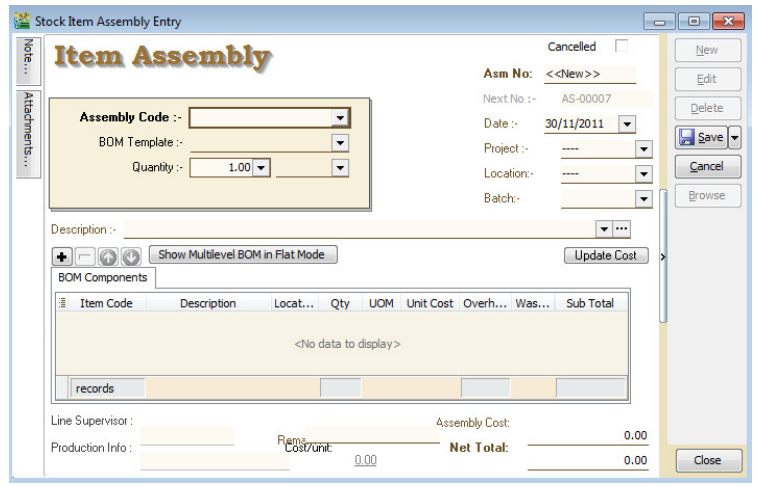 Stock Item Assembly Entry
Note...
Attachments...
Item Assembly
Cancelled
Asm No: <<New>>
Next No :- AS-00007
Date :- 30/11/2011
Project :- ----
Location:- ----
Batch:-
Assembly Code :-
BOM Template :-
Quantity :- 1.00
Description :-
Show Multilevel BOM in Flat Mode
Update Cost
BOM Components
Item Code Description Locat... Qty UOM Unit Cost Overh... Was... Sub Total
<No data to display>
records
Line Supervisor :
Assembly Cost:
0.00
Production Info :
Cost/unit:
0.00
Net Total:
0.00
New
Edit
Delete
Save
Cancel
Browse
Close